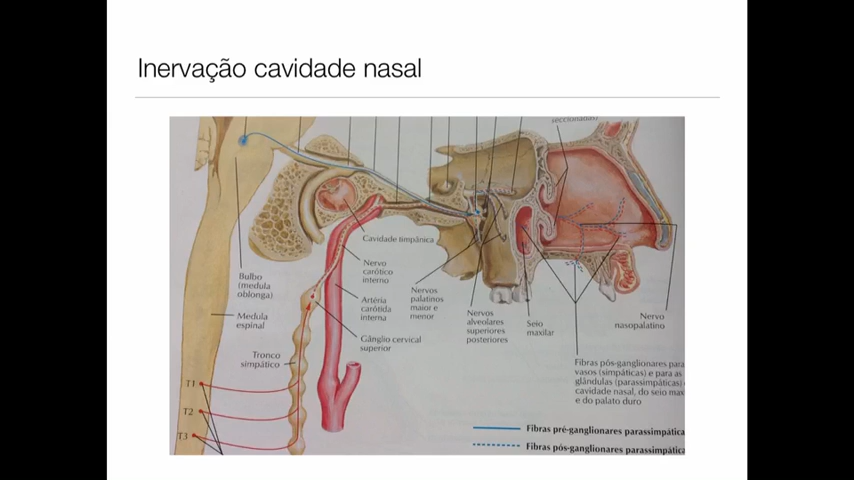 Inervação cavidade nasal
seccionadas)
Cavidade timpânica
Bulbo
(medula
oblonga)
Nervo
carótico
interno
Medula
espinal
Artéria
carótida
interna
Nervos
palatinos
maior e
menor
Nervos
alveolares
superiores
posteriores
Seio
maxilar
Nervo
nasopalatino
Gânglio cervical
superior
Tronco
simpático
Fibras pós-ganglionares para
vasos (simpáticas) e para as
glândulas (parassimpáticas)
cavidade nasal, do seio max
e do palato duro
T1
T2
T3
Fibras pré-ganglionares parassimpática
Fibras pós-ganglionares parassimpátic